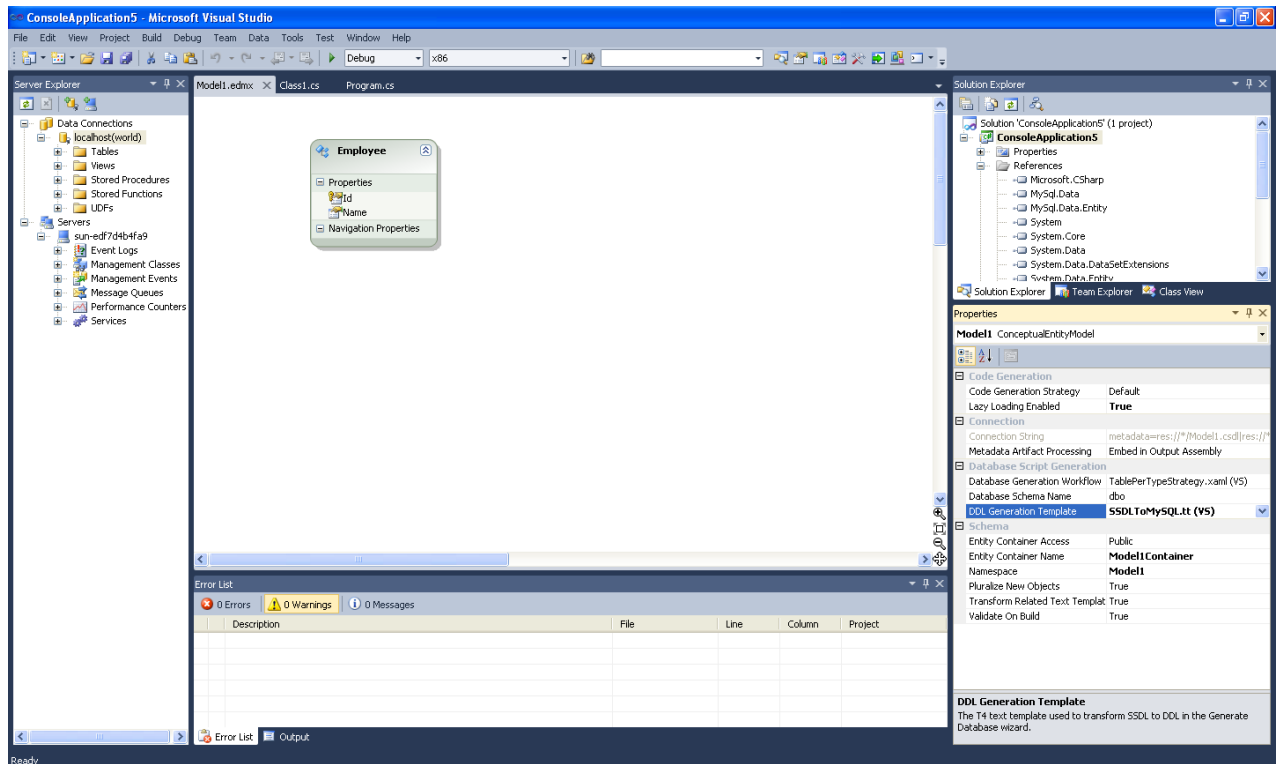 ConsoleApplication5 - Microsoft Visual Studio
File Edit View Project Build Debug Team Data Tools Test Window Help
Debug x86
Server Explorer
Data Connections
localhost(world)
Tables
Views
Stored Procedures
Stored Functions
UDFs
Servers
sun-edf7d4b4fa9
Event Logs
Management Classes
Management Events
Message Queues
Performance Counters
Services
Model1.edmx Class1.cs Program.cs
Employee
Properties
Id
Name
Navigation Properties
Error List
0 Errors 0 Warnings 0 Messages
Description File Line Column Project
Error List Output
Solution Explorer
Solution 'ConsoleApplication5' (1 project)
ConsoleApplication5
Properties
References
Microsoft.CSharp
MySql.Data
MySql.Data.Entity
System
System.Core
System.Data
System.Data.DataSetExtensions
System.Data.Entity
Solution Explorer Team Explorer Class View
Properties
Model1 ConceptualEntityModel
Code Generation
Code Generation Strategy Default
Lazy Loading Enabled True
Connection
Connection String metadata=res://*/Model1.csdl|res://*
Metadata Artifact Processing Embed in Output Assembly
Database Script Generation
Database Generation Workflow TablePerTypeStrategy.xaml (VS)
Database Schema Name dbo
DDL Generation Template SSDLToMySQL.tt (VS)
Schema
Entity Container Access Public
Entity Container Name Model1Container
Namespace Model1
Pluralize New Objects True
Transform Related Text Templat True
Validate On Build True
DDL Generation Template
The T4 text template used to transform SSDL to DDL in the Generate
Database wizard.
Ready